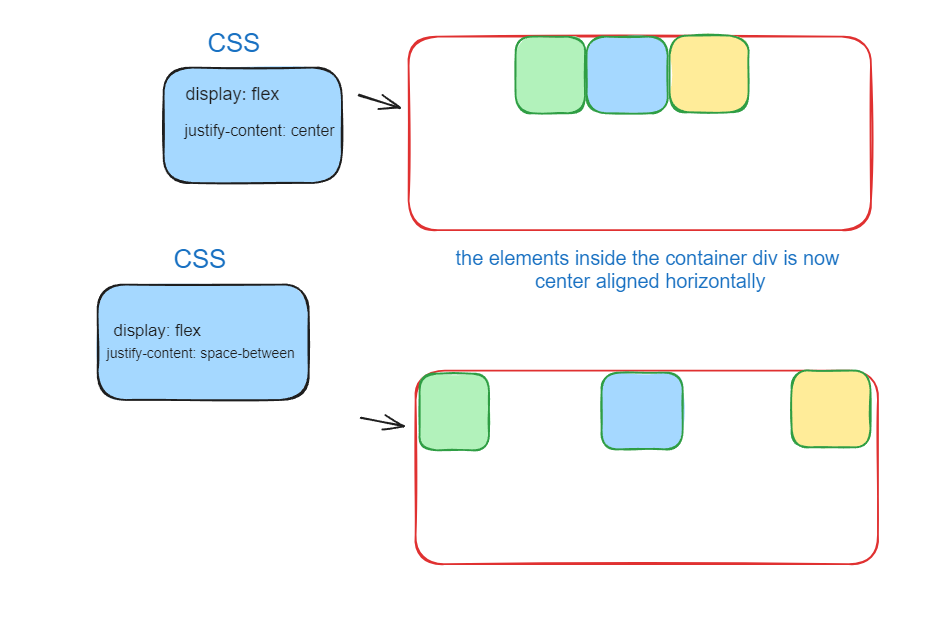 CSS
display: flex
justify-content: center
the elements inside the container div is now
center aligned horizontally
CSS
display: flex
justify-content: space-between